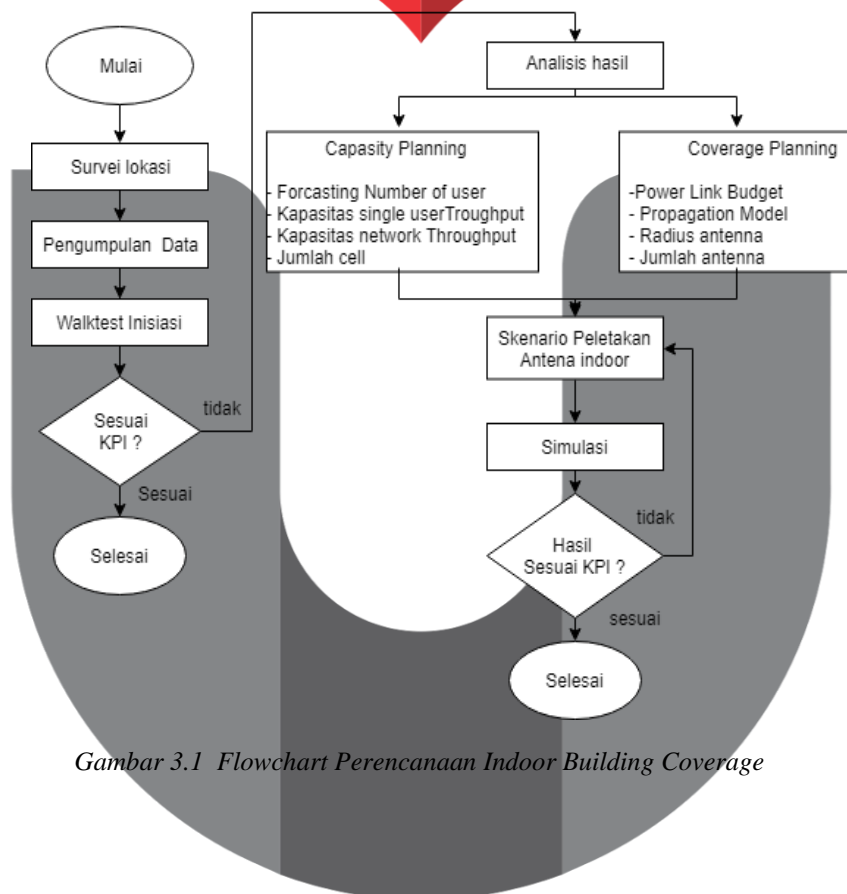 Mulai
Survei lokasi
Pengumpulan Data
Walktest Inisiasi
Sesuai
KPI ?
tidak
Sesuai
Selesai
Analisis hasil
Capasity Planning
- Forcasting Number of user
- Kapasitas single userTroughput
- Kapasitas network Throughput
- Jumlah cell
Coverage Planning
-Power Link Budget
- Propagation Model
- Radius antenna
- Jumlah antenna
Skenario Peletakan
Antena indoor
Simulasi
Hasil
Sesuai KPI ?
tidak
sesuai
Selesai
Gambar 3.1 Flowchart Perencanaan Indoor Building Coverage